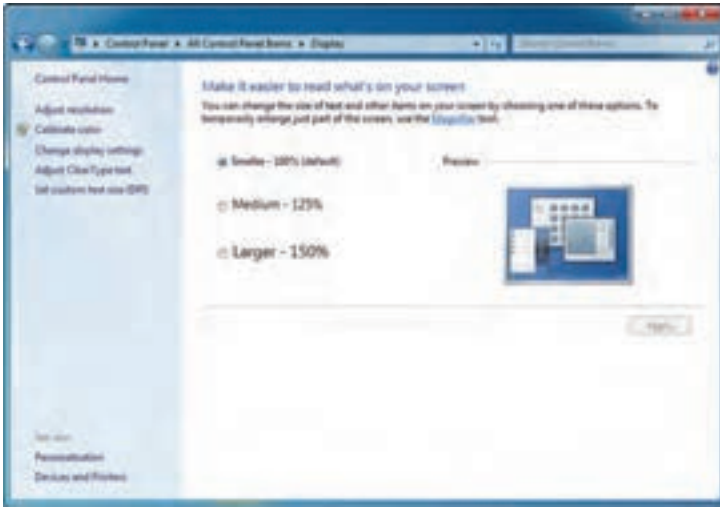 Control Panel ▸ All Control Panel Items ▸ Display
Control Panel Home
Adjust resolution
Calibrate color
Change display settings
Adjust ClearType text
Set custom text size (DPI)
See also
Personalization
Devices and Printers
Make it easier to read what's on your screen
You can change the size of text and other items on your screen by choosing one of these options. To
temporarily enlarge just part of the screen, use the Magnifier tool.
Smaller - 100% (default)
Preview
Medium - 125%
Larger - 150%
Apply